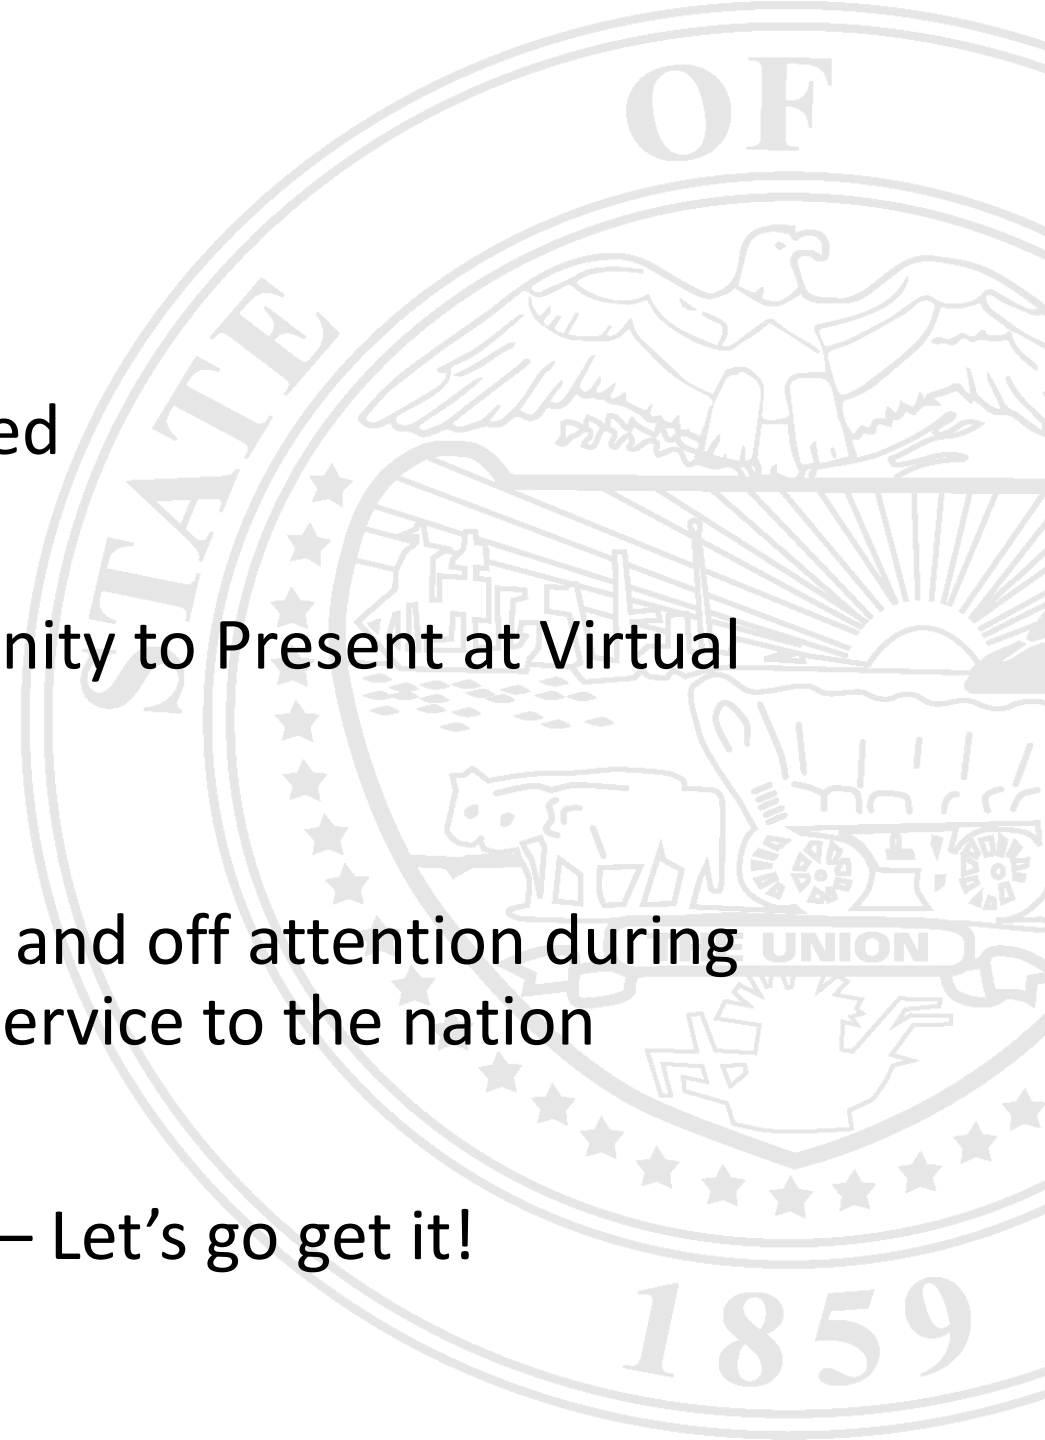 OF
STATE
ed
nity to Present at Virtual
and off attention during
UNION
ervice to the nation
– Let’s go get it!
1859